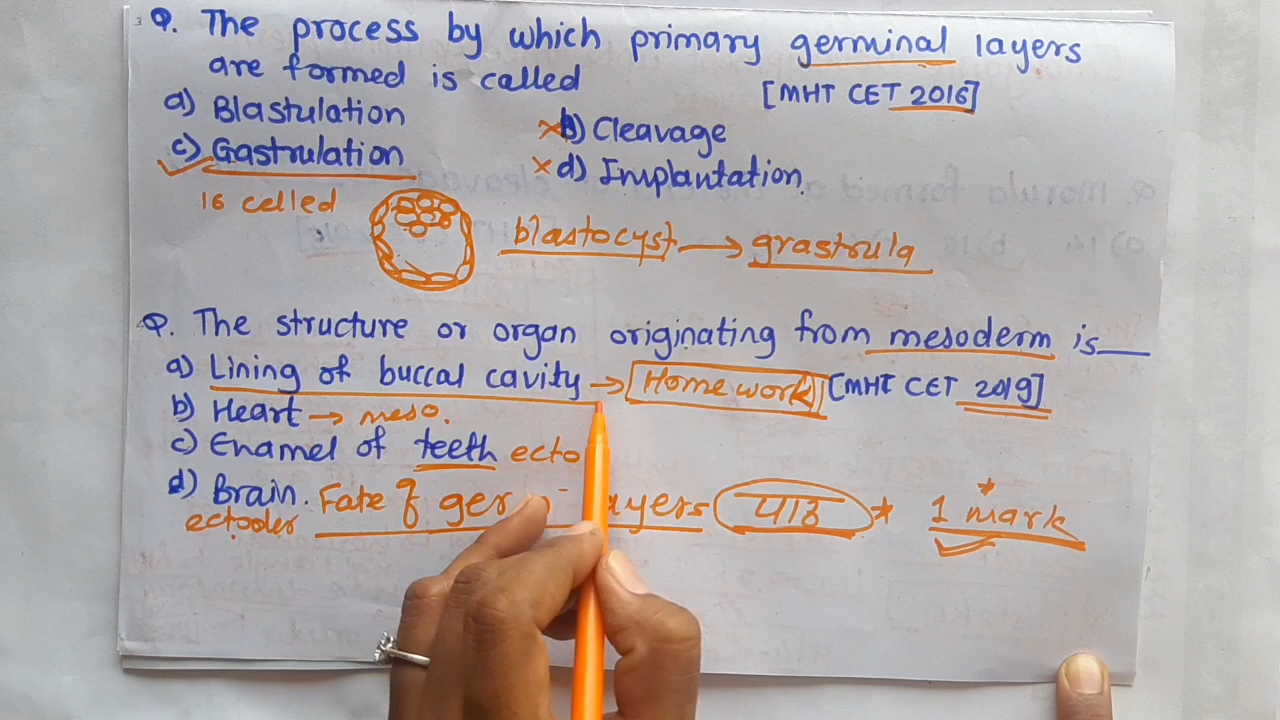 Q. The process by which primary germinal layers
are formed is called
[MHT CET 2016]
a) Blastulation
b) Cleavage
c) Gastrulation
d) Implantation
16 celled
blastocyst → grastrula
Q. The structure or organ originating from mesoderm is__
a) Lining of buccal cavity → Home work [MHT CET 2019]
b) Heart → meso.
c) Enamel of teeth ecto
d) Brain. Fate of ger ayers पाठ * 1 mark *
ectoder